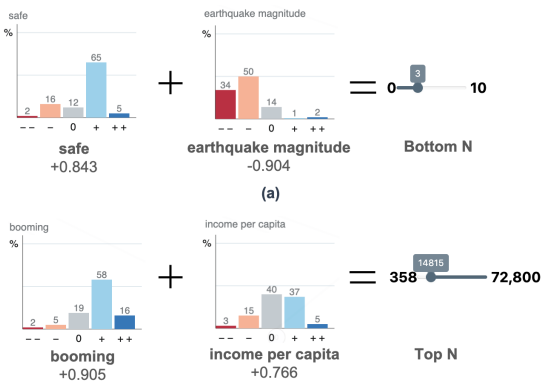 safe
%
2
16
12
65
5
-- - 0 + ++
safe
+0.843
+
earthquake magnitude
%
34
50
14
1
2
-- - 0 + ++
earthquake magnitude
-0.904
=
3
0
10
Bottom N
(a)
booming
%
2
5
19
58
16
-- - 0 + ++
booming
+0.905
+
income per capita
%
3
15
40
37
5
-- - 0 + ++
income per capita
+0.766
=
14815
358
72,800
Top N